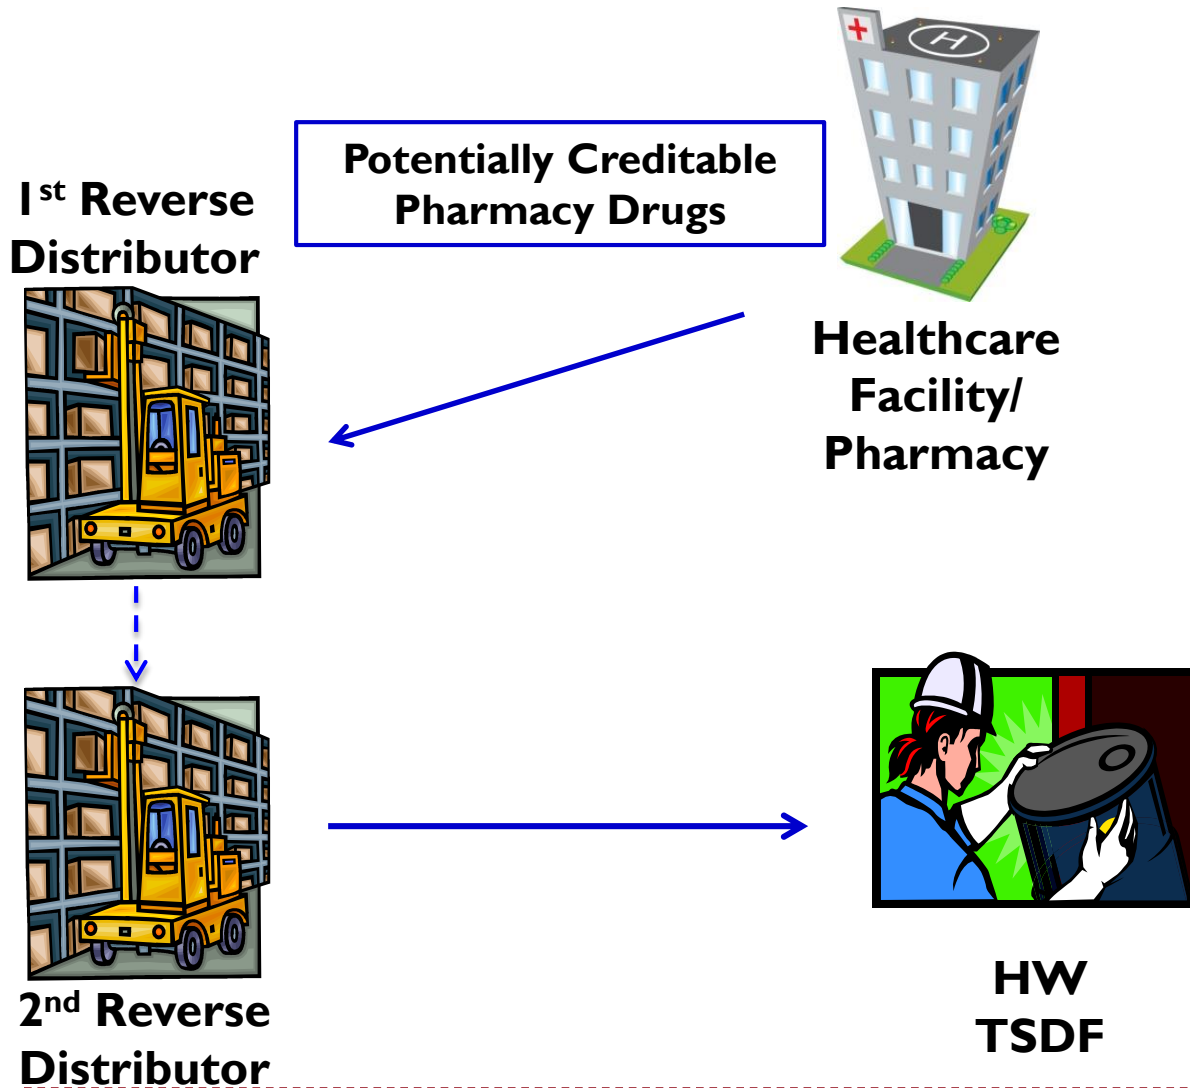 Potentially Creditable
Pharmacy Drugs
1st Reverse
Distributor
H
Healthcare
Facility/
Pharmacy
2nd Reverse
Distributor
HW
TSDF